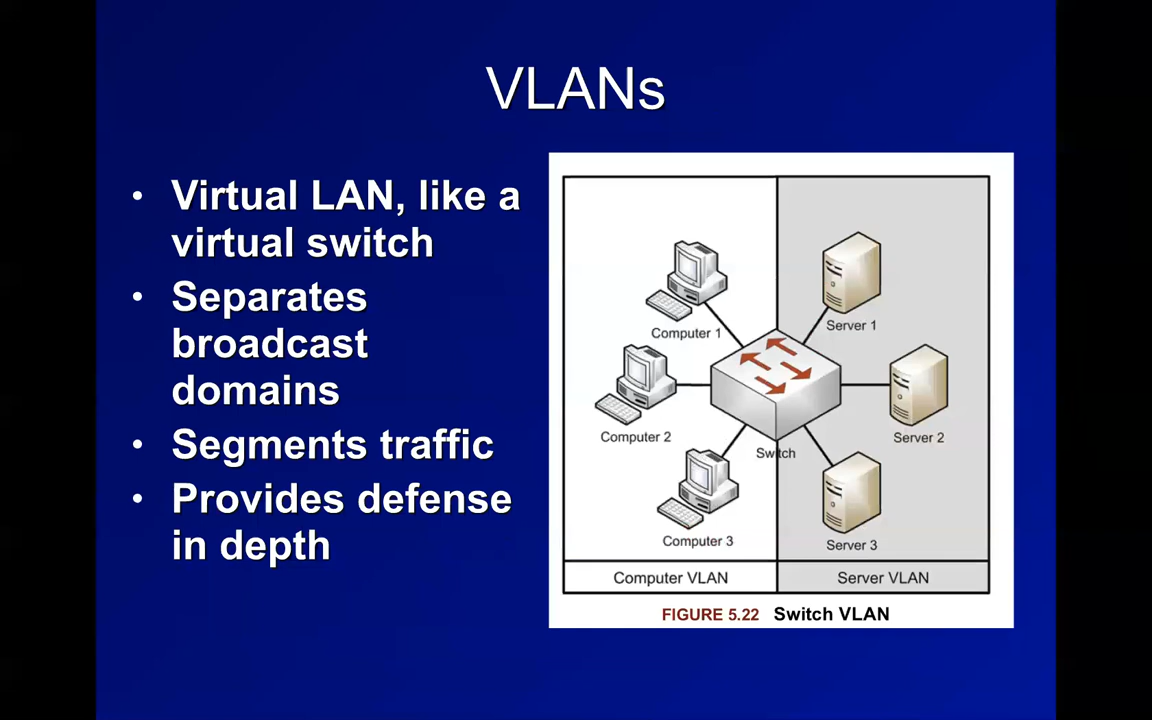 VLANs
• Virtual LAN, like a
virtual switch
• Separates
broadcast
domains
• Segments traffic
• Provides defense
in depth
Computer 1
Server 1
Computer 2
Server 2
Switch
Computer 3
Server 3
Computer VLAN
Server VLAN
FIGURE 5.22 Switch VLAN